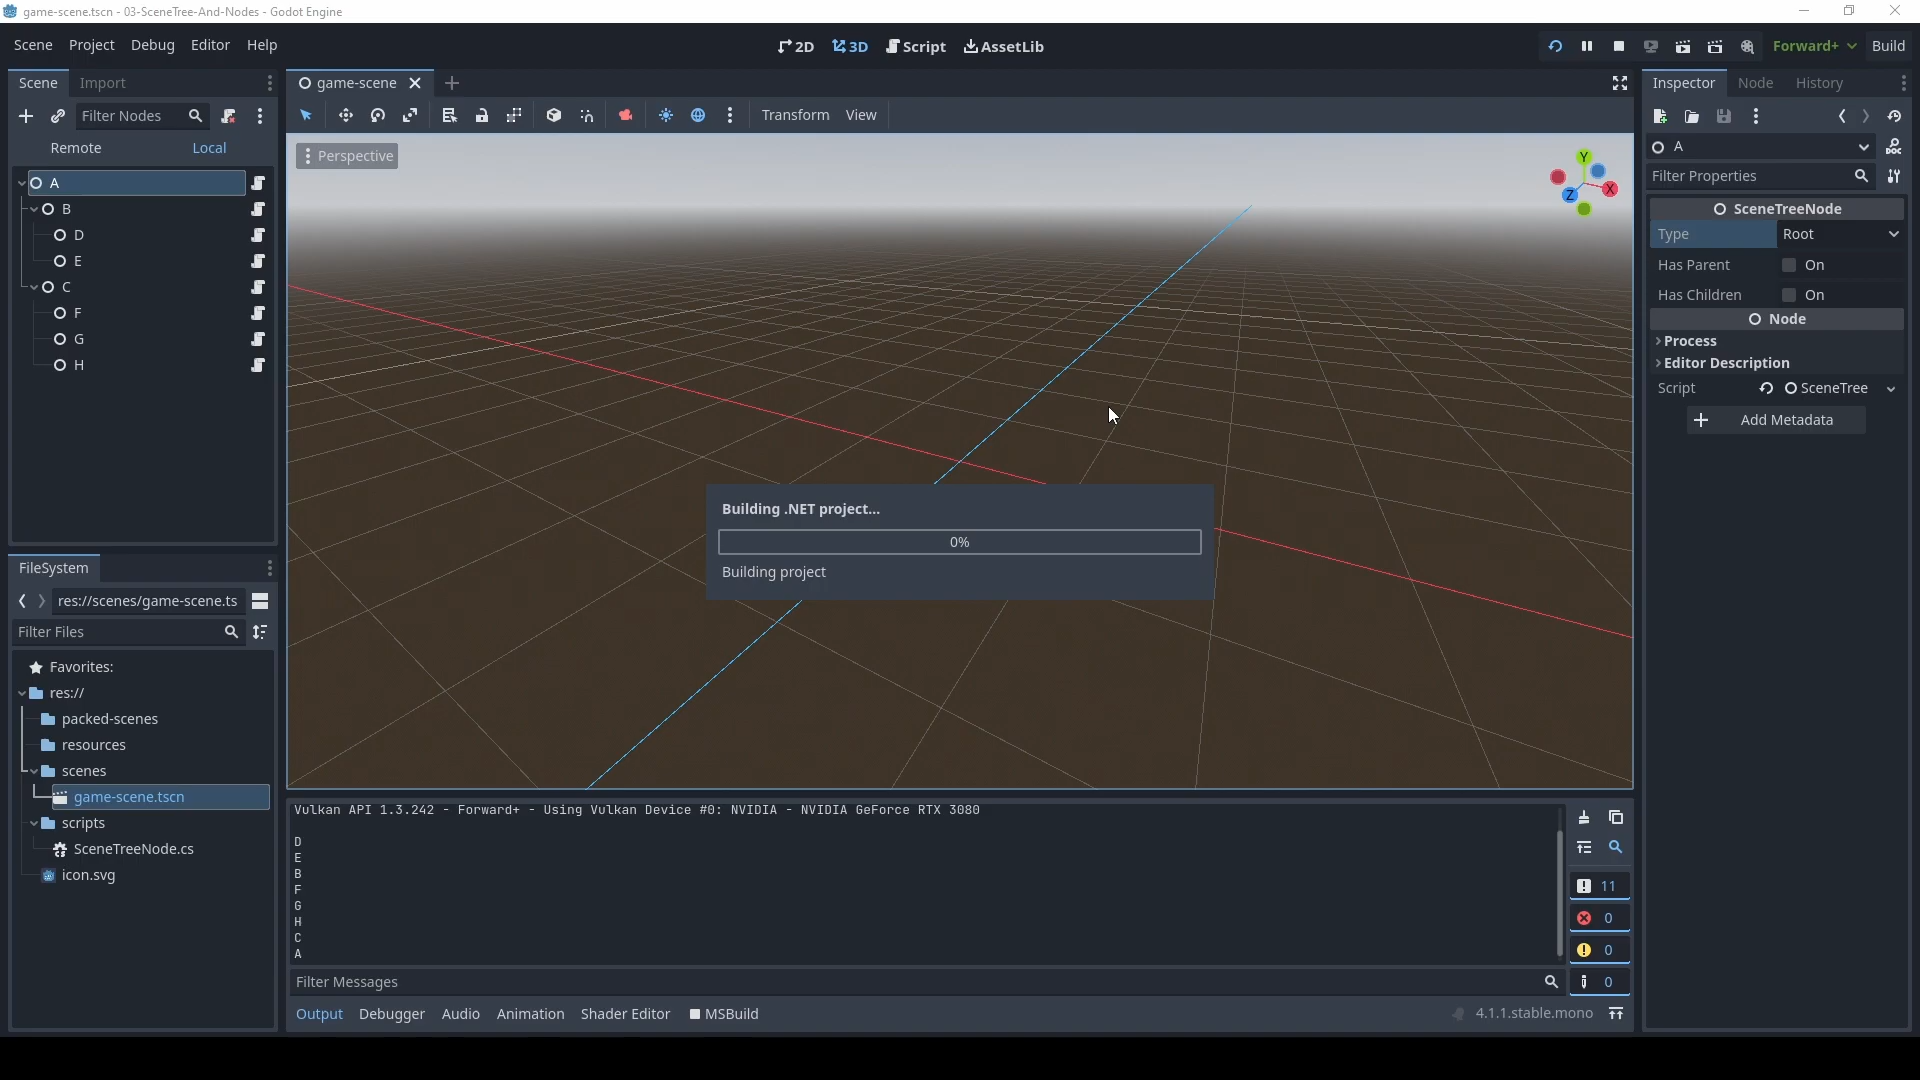 game-scene.tscn - 03-SceneTree-And-Nodes - Godot Engine
Scene Project Debug Editor Help
2D 3D Script AssetLib
Forward+ Build
Scene Import
game-scene
Inspector Node History
Filter Nodes
Transform View
Remote Local
Perspective
Y
X
Z
A
Filter Properties
A
B
D
E
C
F
G
H
SceneTreeNode
Type Root
Has Parent On
Has Children On
Node
Process
Editor Description
Script SceneTree
Add Metadata
Building .NET project...
0%
Building project
FileSystem
res://scenes/game-scene.ts
Filter Files
Favorites:
res://
packed-scenes
resources
scenes
game-scene.tscn
scripts
SceneTreeNode.cs
icon.svg
Vulkan API 1.3.242 - Forward+ - Using Vulkan Device #0: NVIDIA - NVIDIA GeForce RTX 3080
D
E
B
F
G
H
C
A
11
0
0
0
Filter Messages
Output Debugger Audio Animation Shader Editor MSBuild
4.1.1.stable.mono